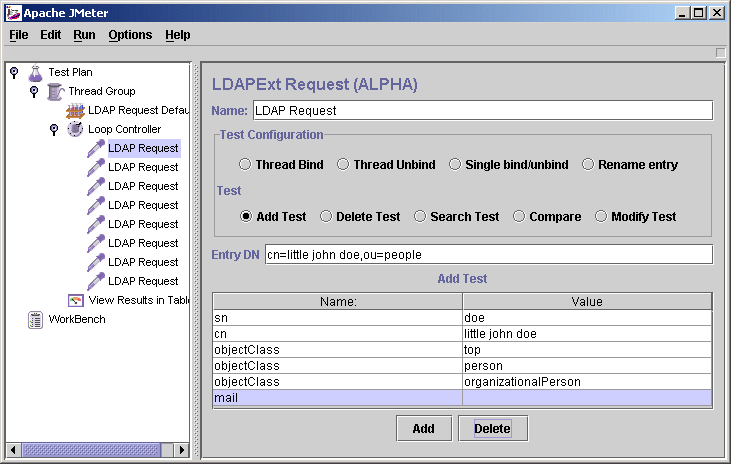 Apache JMeter
File Edit Run Options Help
Test Plan
Thread Group
LDAP Request Defau
Loop Controller
LDAP Request
LDAP Request
LDAP Request
LDAP Request
LDAP Request
LDAP Request
LDAP Request
LDAP Request
View Results in Table
WorkBench
LDAPExt Request (ALPHA)
Name: LDAP Request
Test Configuration
Thread Bind Thread Unbind Single bind/unbind Rename entry
Test
Add Test Delete Test Search Test Compare Modify Test
Entry DN cn=little john doe,ou=people
Add Test
Name: Value
sn doe
cn little john doe
objectClass top
objectClass person
objectClass organizationalPerson
mail
Add Delete